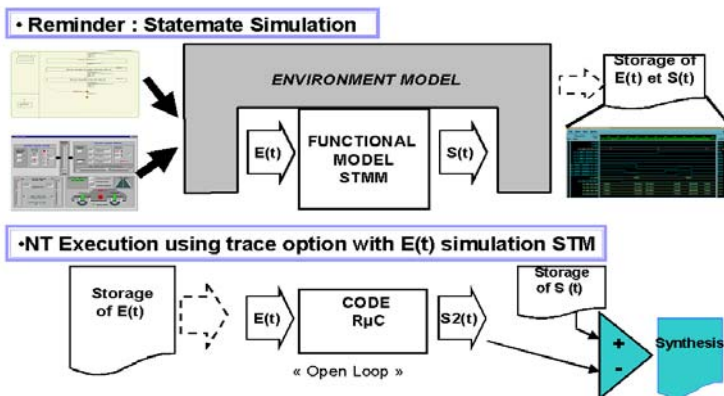 • Reminder : Statemate Simulation
ENVIRONMENT MODEL
Storage of
E(t) et S(t)
E(t)
FUNCTIONAL
MODEL
STMM
S(t)
•NT Execution using trace option with E(t) simulation STM
Storage
of E(t)
E(t)
CODE
RµC
S2(t)
Storage
of S (t)
+
-
Synthesis
« Open Loop »